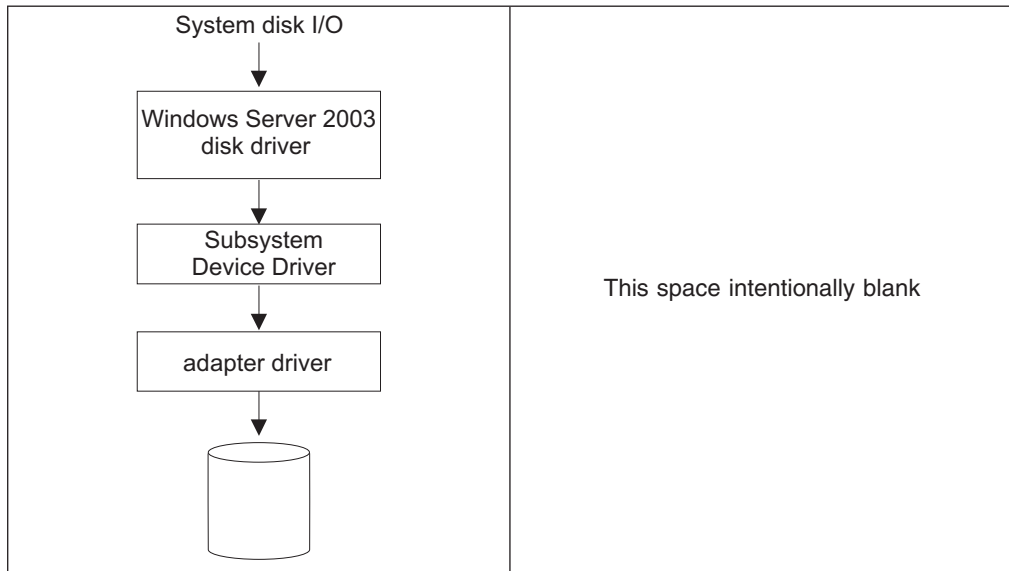 System disk I/O
Windows Server 2003
disk driver
Subsystem
Device Driver
adapter driver
This space intentionally blank